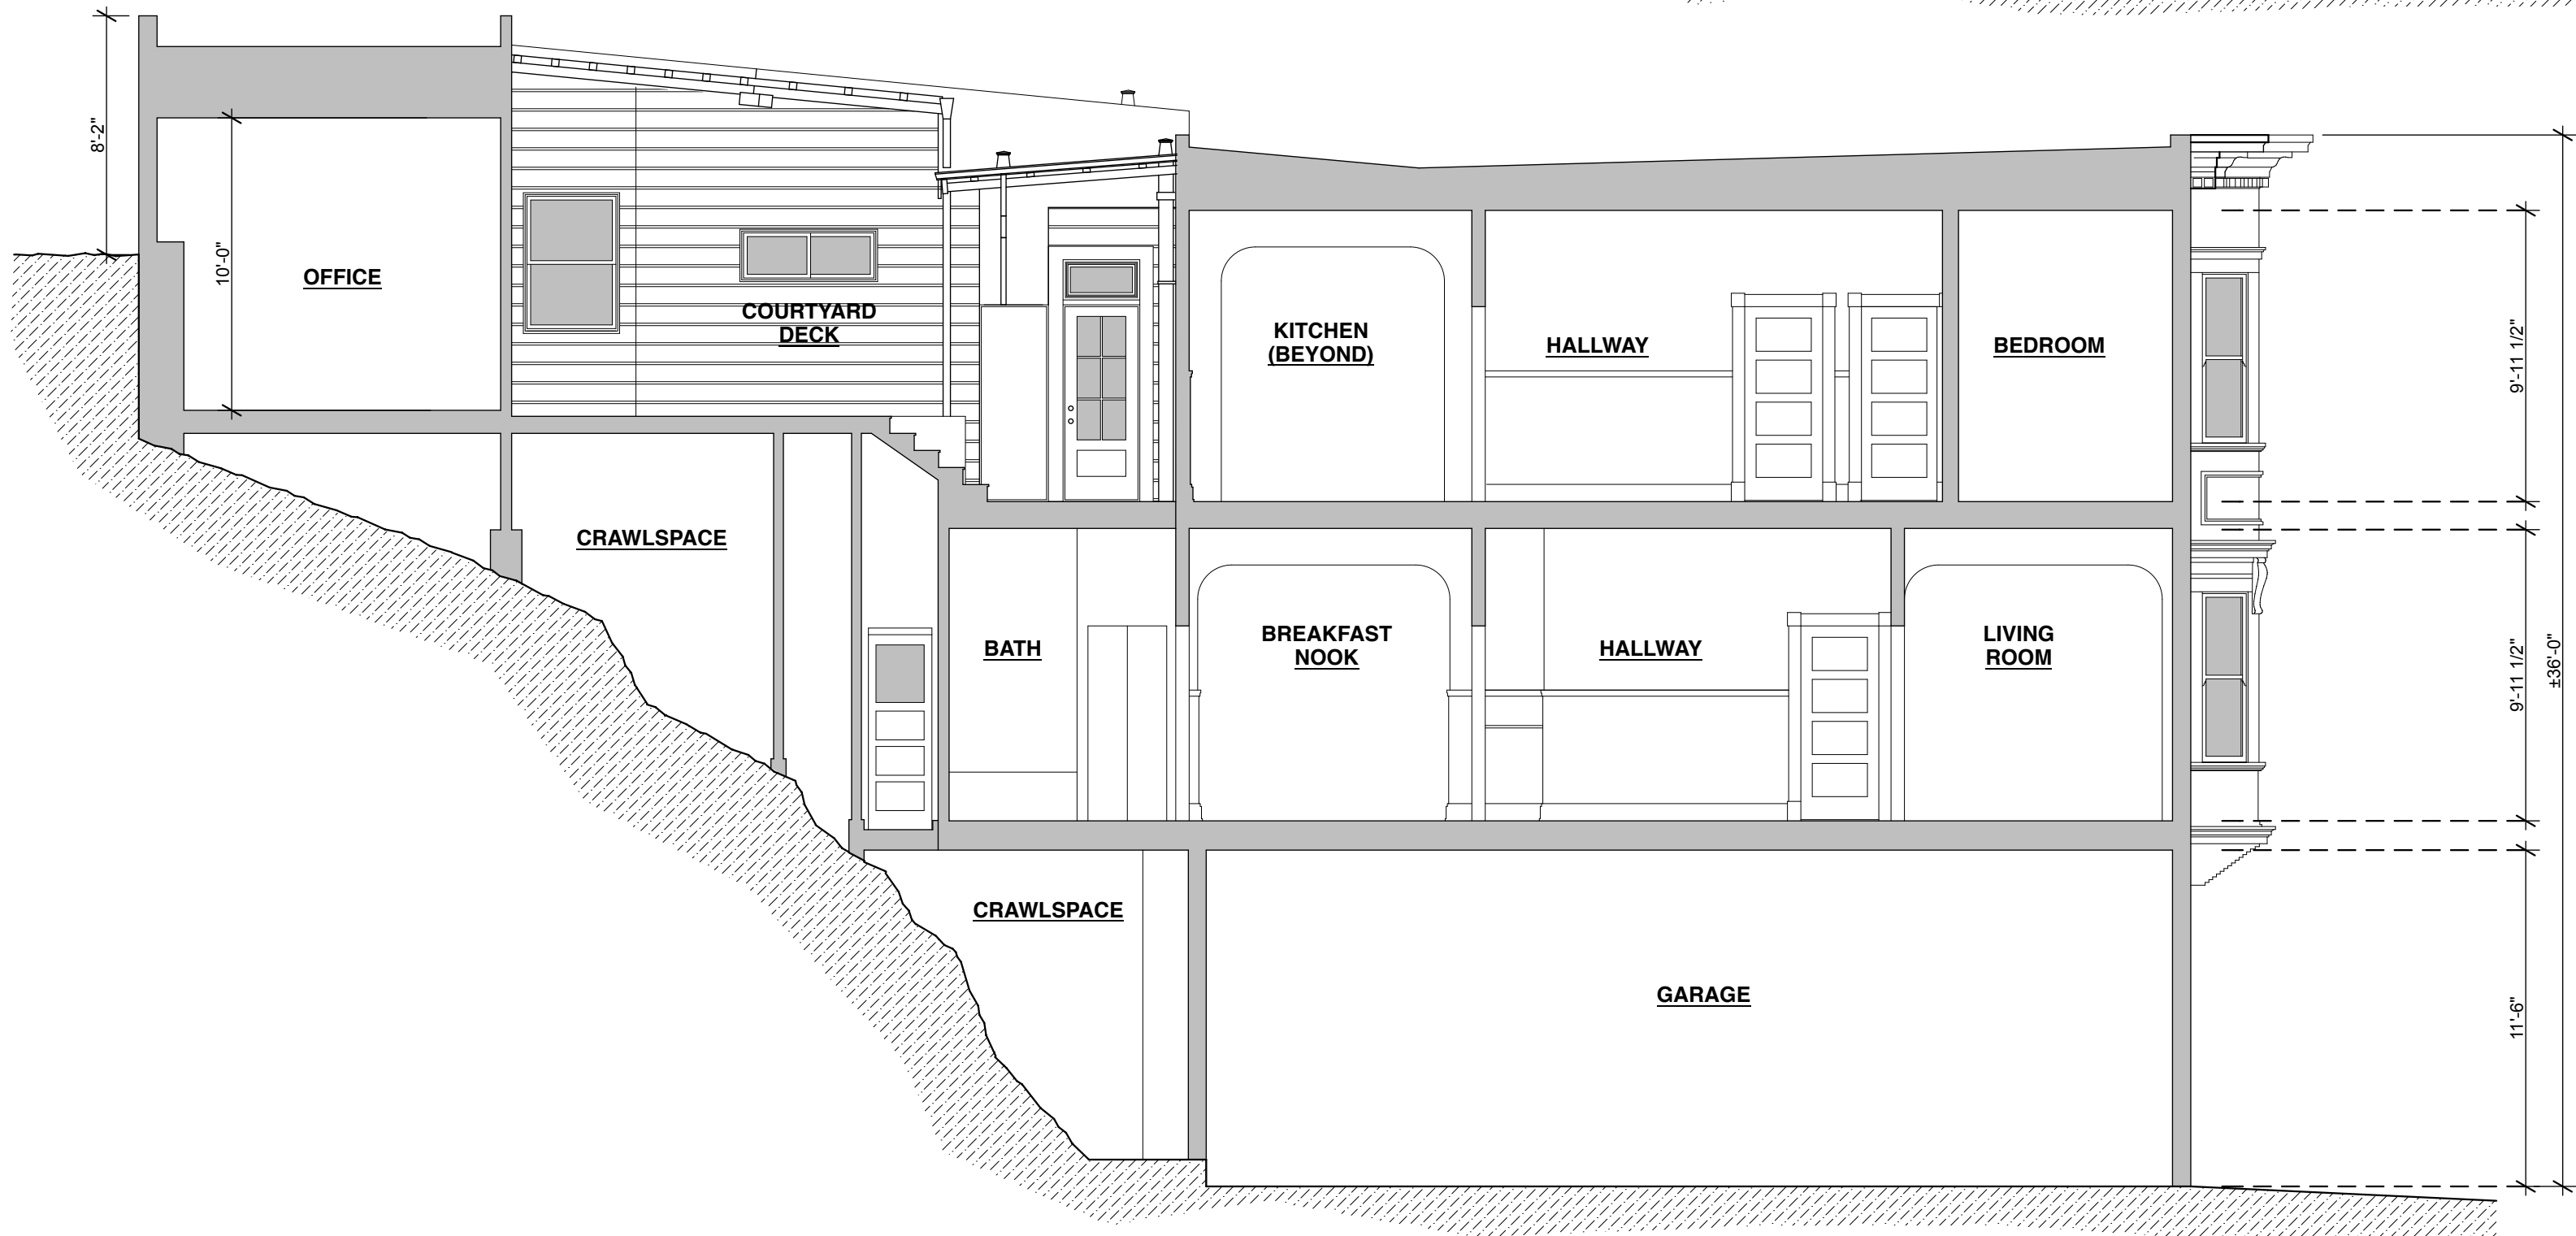 8'-2"
10'-0"
OFFICE
COURTYARD
DECK
KITCHEN
(BEYOND)
HALLWAY
BEDROOM
9'-11 1/2"
CRAWLSPACE
BATH
BREAKFAST
NOOK
HALLWAY
LIVING
ROOM
9'-11 1/2"
±36'-0"
CRAWLSPACE
GARAGE
11'-6"